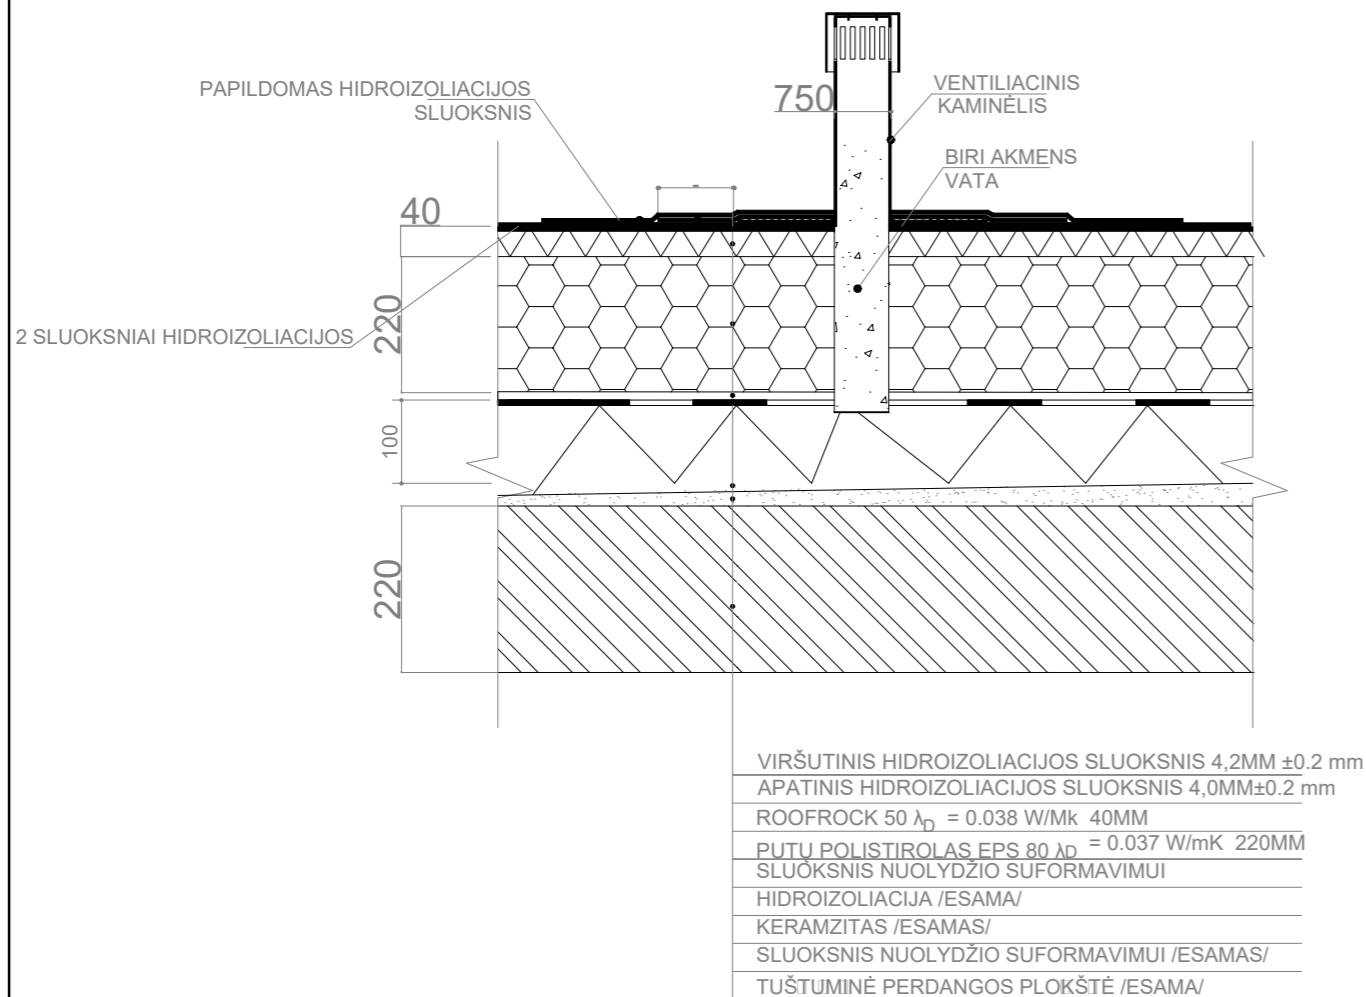 PAPILDOMAS HIDROIZOLIACIJOS
SLUOKSNIS
750
VENTILIACINIS
KAMINĖLIS
BIRI AKMENS
VATA
40
220
2 SLUOKSNIAI HIDROIZOLIACIJOS
100
220
VIRŠUTINIS HIDROIZOLIACIJOS SLUOKSNIS 4,2MM ±0.2 mm
APATINIS HIDROIZOLIACIJOS SLUOKSNIS 4,0MM±0.2 mm
ROOFROCK 50 λD = 0.038 W/Mk 40MM
PUTŲ POLISTIROLAS EPS 80 λD = 0.037 W/mK 220MM
SLUOKSNIS NUOLYDŽIO SUFORMAVIMUI
HIDROIZOLIACIJA /ESAMA/
KERAMZITAS /ESAMAS/
SLUOKSNIS NUOLYDŽIO SUFORMAVIMUI /ESAMAS/
TUŠTUMINĖ PERDANGOS PLOKŠTĖ /ESAMA/